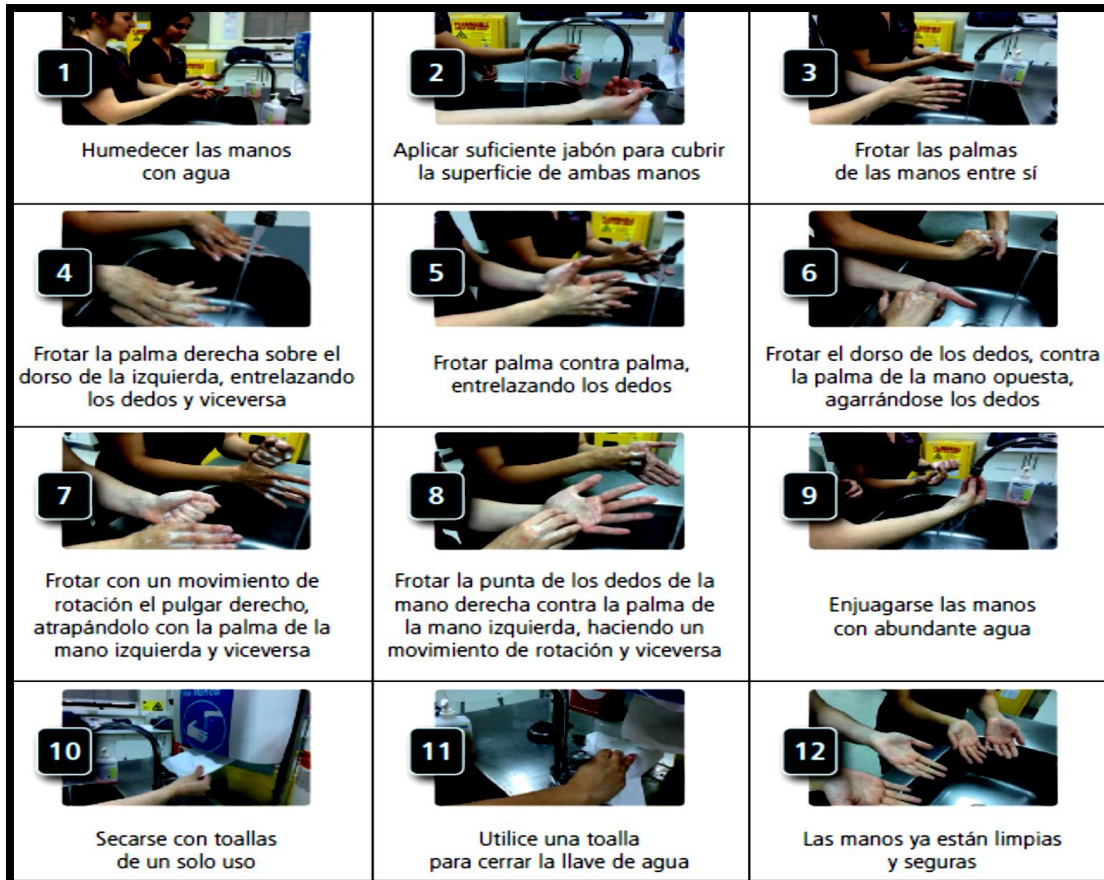 1
Humedecer las manos
con agua
2
Aplicar suficiente jabón para cubrir
la superficie de ambas manos
3
Frotar las palmas
de las manos entre sí
4
Frotar la palma derecha sobre el
dorso de la izquierda, entrelazando
los dedos y viceversa
5
Frotar palma contra palma,
entrelazando los dedos
6
Frotar el dorso de los dedos, contra
la palma de la mano opuesta,
agarrándose los dedos
7
Frotar con un movimiento de
rotación el pulgar derecho,
atrapándolo con la palma de la
mano izquierda y viceversa
8
Frotar la punta de los dedos de la
mano derecha contra la palma de
la mano izquierda, haciendo un
movimiento de rotación y viceversa
9
Enjuagarse las manos
con abundante agua
10
Secarse con toallas
de un solo uso
11
Utilice una toalla
para cerrar la llave de agua
12
Las manos ya están limpias
y seguras